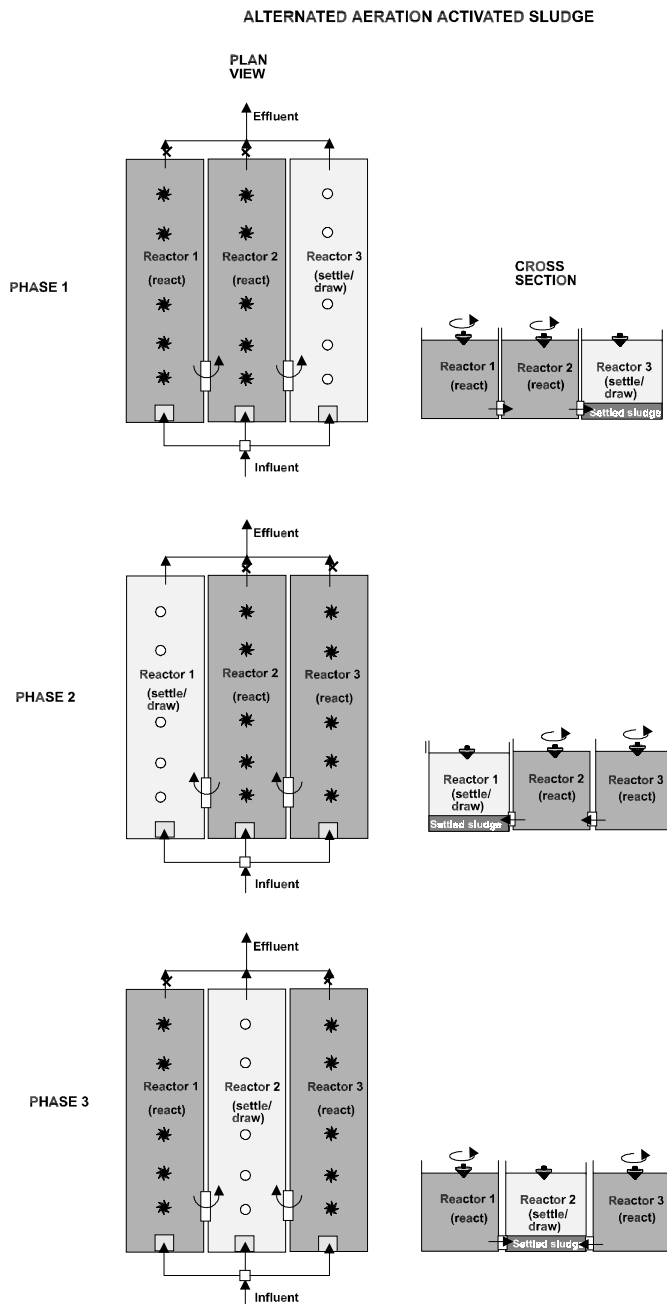 ALTERNATED AERATION ACTIVATED SLUDGE
PLAN
VIEW
Effluent
Reactor 1
(react)
Reactor 2
(react)
Reactor 3
(settle/
draw)
PHASE 1
Influent
CROSS
SECTION
Reactor 1
(react)
Reactor 2
(react)
Reactor 3
(settle/
draw)
Settled sludge
Effluent
Reactor 1
(settle/
draw)
Reactor 2
(react)
Reactor 3
(react)
PHASE 2
Influent
Reactor 1
(settle/
draw)
Settled sludge
Reactor 2
(react)
Reactor 3
(react)
Effluent
Reactor 1
(react)
Reactor 2
(settle/
draw)
Reactor 3
(react)
PHASE 3
Influent
Reactor 1
(react)
Reactor 2
(settle/
draw)
Settled sludge
Reactor 3
(react)